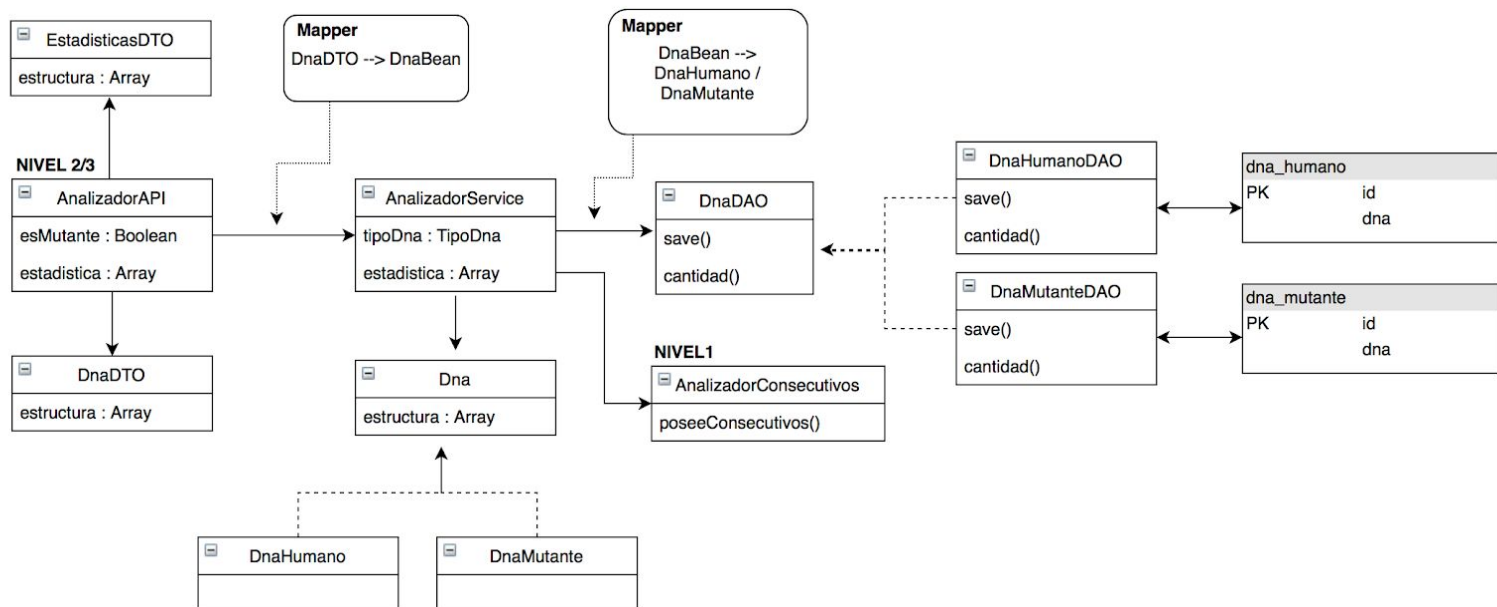 EstadisticasDTO
estructura : Array
Mapper
DnaDTO --> DnaBean
Mapper
DnaBean -->
DnaHumano /
DnaMutante
NIVEL 2/3
AnalizadorAPI
esMutante : Boolean
estadistica : Array
AnalizadorService
tipoDna : TipoDna
estadistica : Array
DnaDAO
save()
cantidad()
DnaHumanoDAO
save()
cantidad()
dna_humano
PK id
dna
DnaMutanteDAO
save()
cantidad()
dna_mutante
PK id
dna
DnaDTO
estructura : Array
Dna
estructura : Array
NIVEL1
AnalizadorConsecutivos
poseeConsecutivos()
DnaHumano
DnaMutante